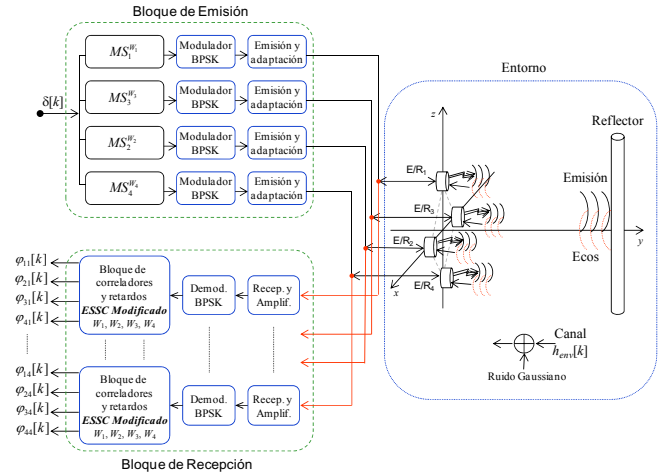 Bloque de Emisión
δ[k]
MS₁^W₁
Modulador
BPSK
Emisión y
adaptación
MS₃^W₃
Modulador
BPSK
Emisión y
adaptación
MS₂^W₂
Modulador
BPSK
Emisión y
adaptación
MS₄^W₄
Modulador
BPSK
Emisión y
adaptación
Entorno
z
Reflector
E/R₁
Emisión
E/R₃
E/R₂
y
Ecos
x
E/R₄
Canal
h_env[k]
Ruido Gaussiano
φ₁₁[k]
φ₂₁[k]
φ₃₁[k]
φ₄₁[k]
Bloque de
correladores
y retardos
ESSC Modificado
W₁, W₂, W₃, W₄
Demod.
BPSK
Recep. y
Amplif.
φ₁₄[k]
φ₂₄[k]
φ₃₄[k]
φ₄₄[k]
Bloque de
correladores
y retardos
ESSC Modificado
W₁, W₂, W₃, W₄
Demod.
BPSK
Recep. y
Amplif.
Bloque de Recepción